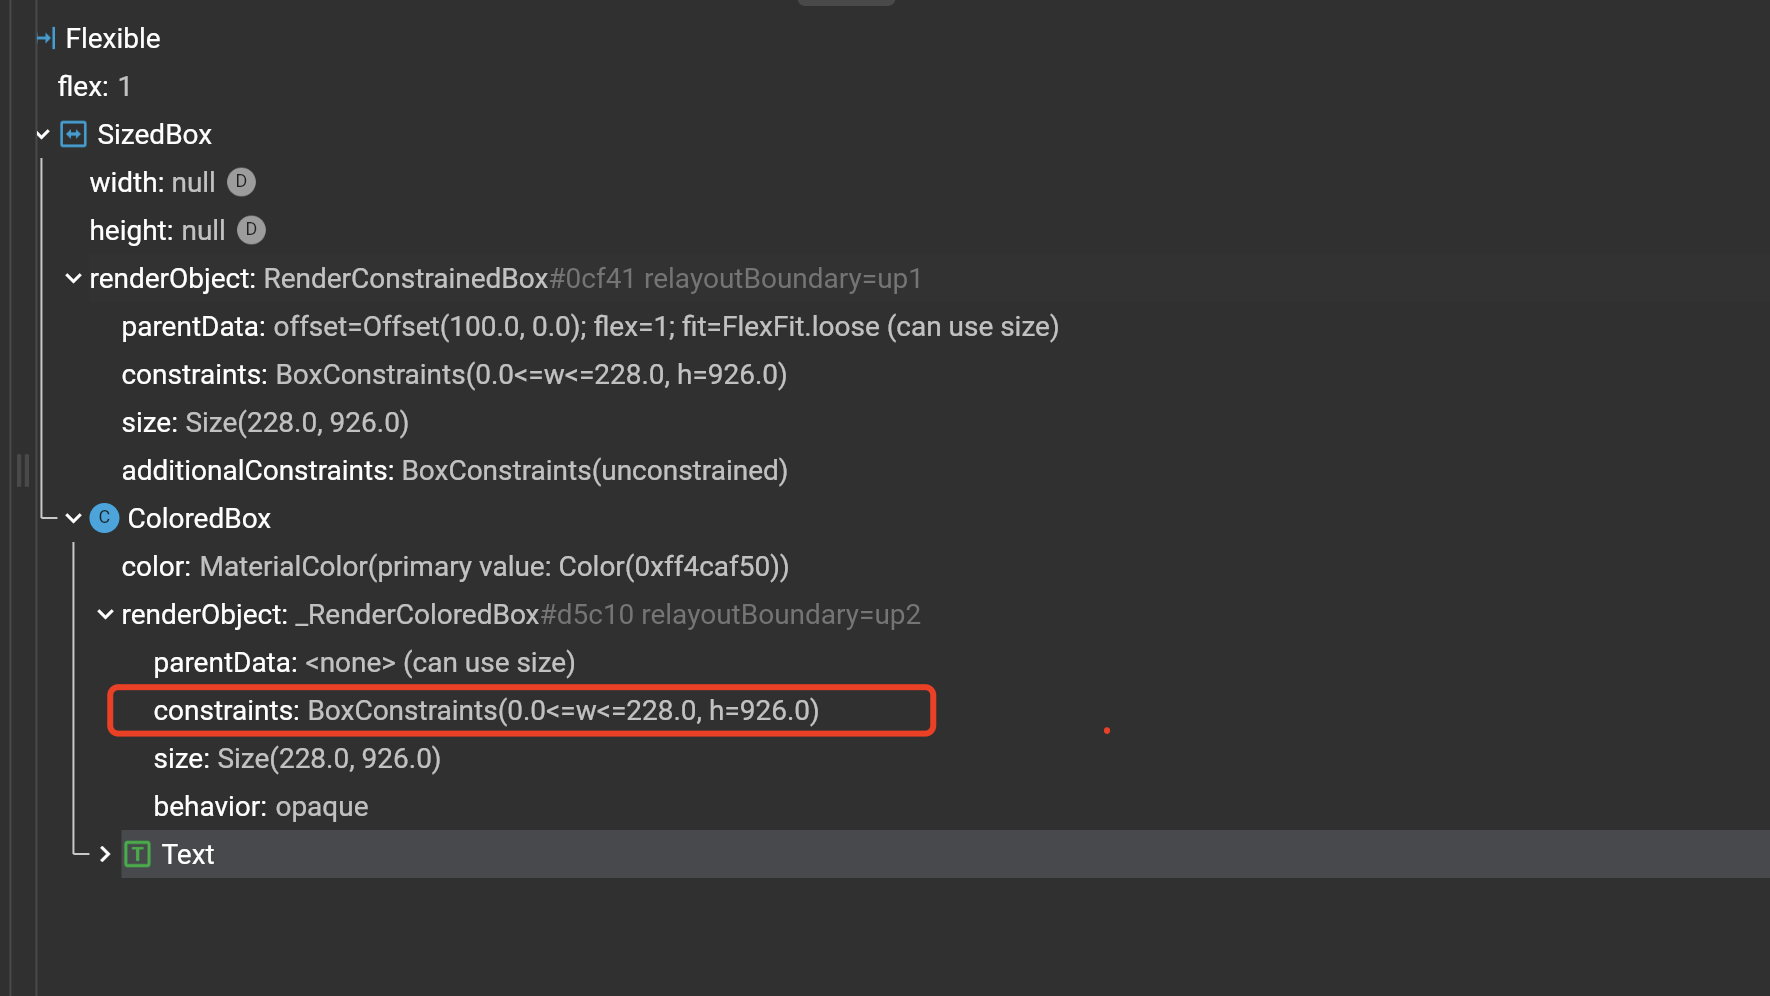 Flexible
flex: 1
SizedBox
width: null D
height: null D
renderObject: RenderConstrainedBox#0cf41 relayoutBoundary=up1
parentData: offset=Offset(100.0, 0.0); flex=1; fit=FlexFit.loose (can use size)
constraints: BoxConstraints(0.0<=w<=228.0, h=926.0)
size: Size(228.0, 926.0)
additionalConstraints: BoxConstraints(unconstrained)
C ColoredBox
color: MaterialColor(primary value: Color(0xff4caf50))
renderObject: _RenderColoredBox#d5c10 relayoutBoundary=up2
parentData: <none> (can use size)
constraints: BoxConstraints(0.0<=w<=228.0, h=926.0)
size: Size(228.0, 926.0)
behavior: opaque
T Text